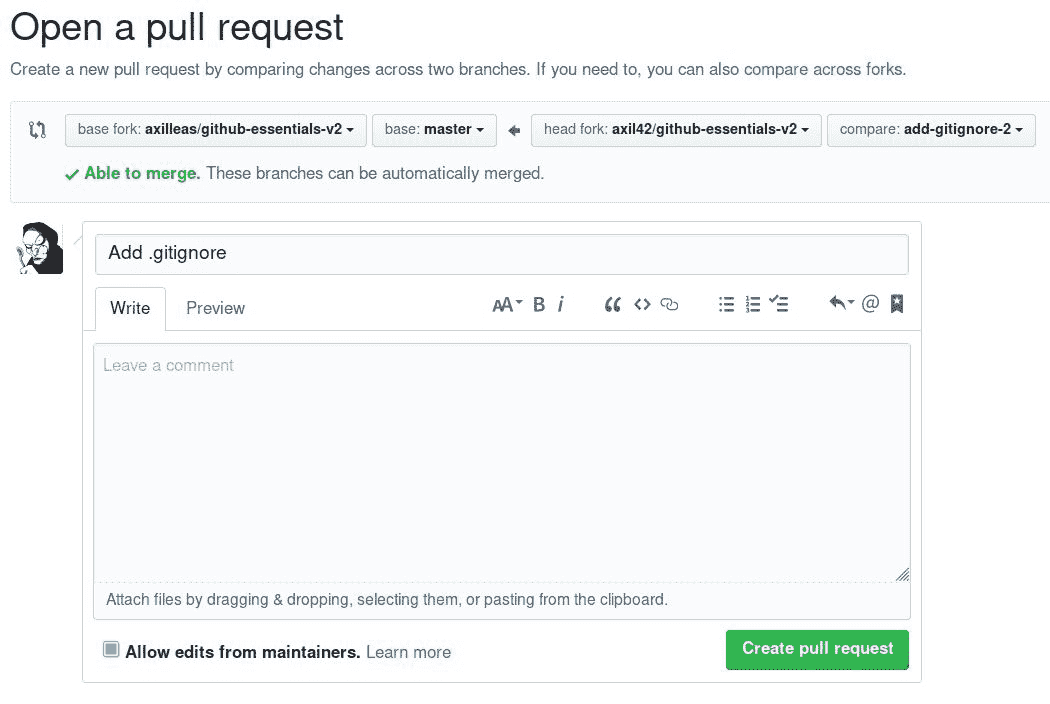 Open a pull request
Create a new pull request by comparing changes across two branches. If you need to, you can also compare across forks.
base fork: axilleas/github-essentials-v2 base: master head fork: axil42/github-essentials-v2 compare: add-gitignore-2
Able to merge. These branches can be automatically merged.
Add .gitignore
Write Preview AA B i @
Leave a comment
Attach files by dragging & dropping, selecting them, or pasting from the clipboard.
Allow edits from maintainers. Learn more Create pull request